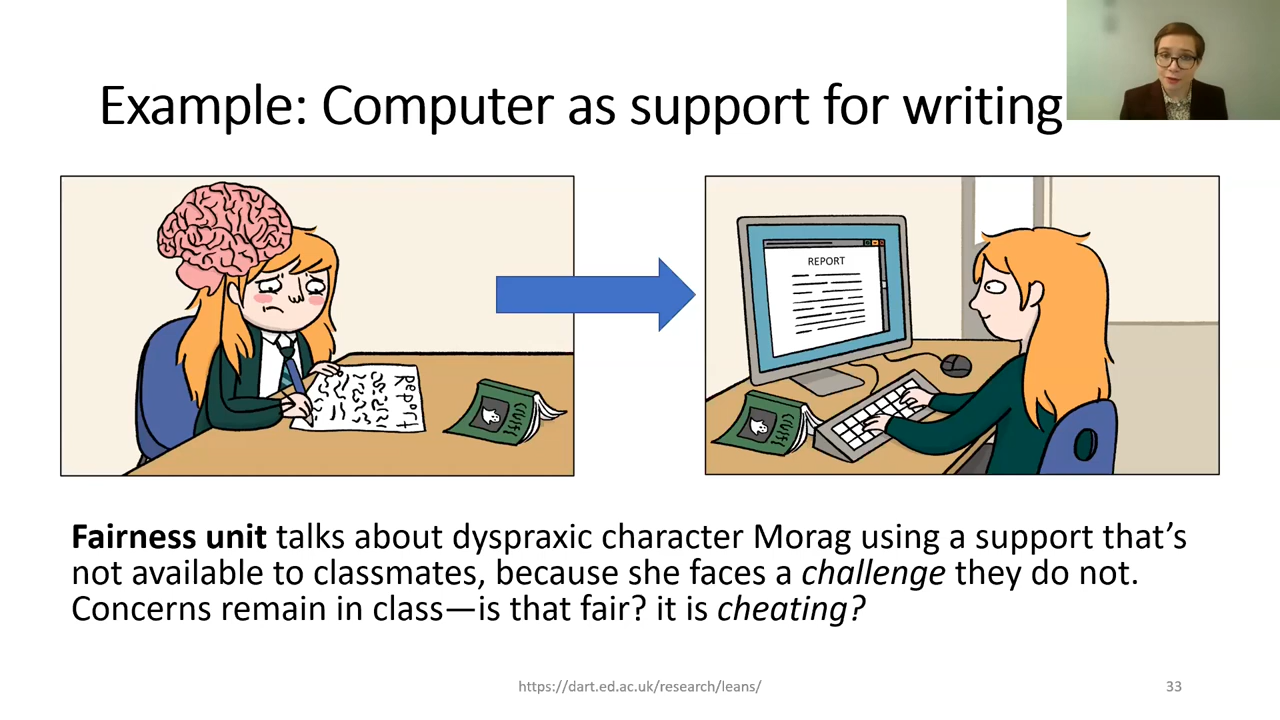 Example: Computer as support for writing
Report
REPORT
Fairness unit talks about dyspraxic character Morag using a support that's
not available to classmates, because she faces a challenge they do not.
Concerns remain in class—is that fair? it is cheating?
https://dart.ed.ac.uk/research/leans/
33